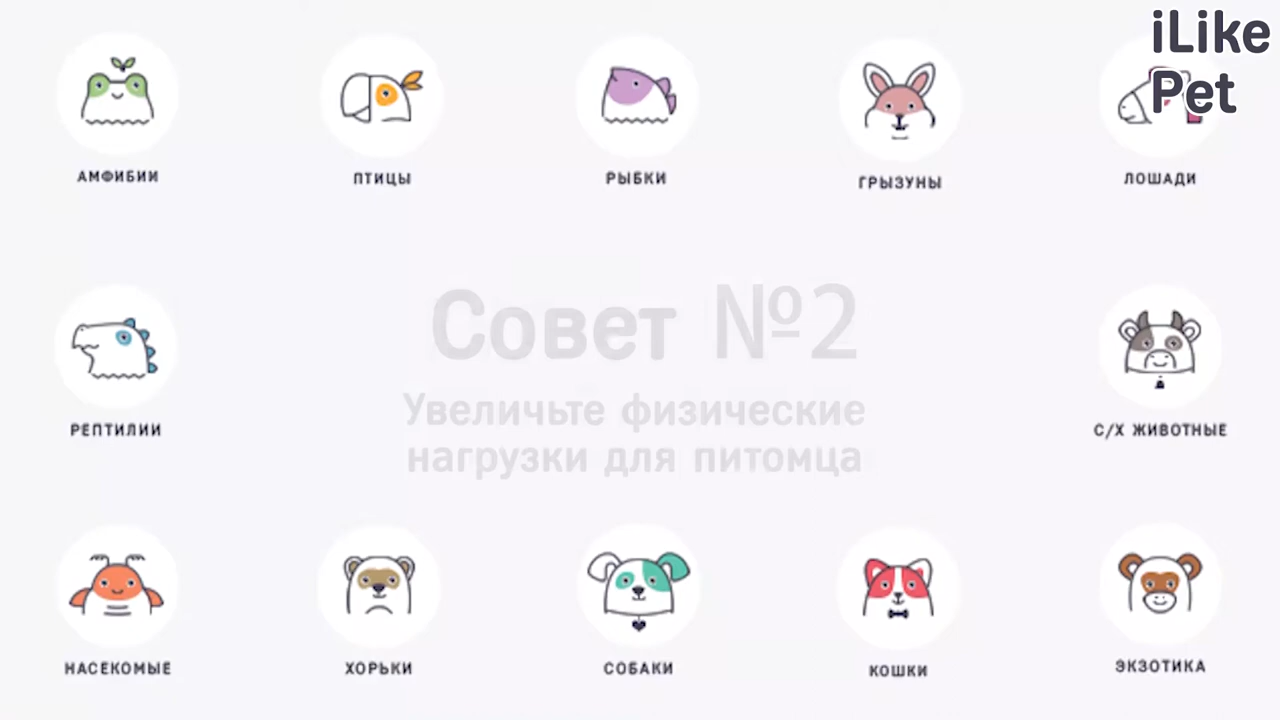 iLike
Pet
АМФИБИИ
ПТИЦЫ
РЫБКИ
ГРЫЗУНЫ
ЛОШАДИ
Совет №2
Увеличьте физические
нагрузки для питомца
РЕПТИЛИИ
С/Х ЖИВОТНЫЕ
НАСЕКОМЫЕ
ХОРЬКИ
СОБАКИ
КОШКИ
ЭКЗОТИКА